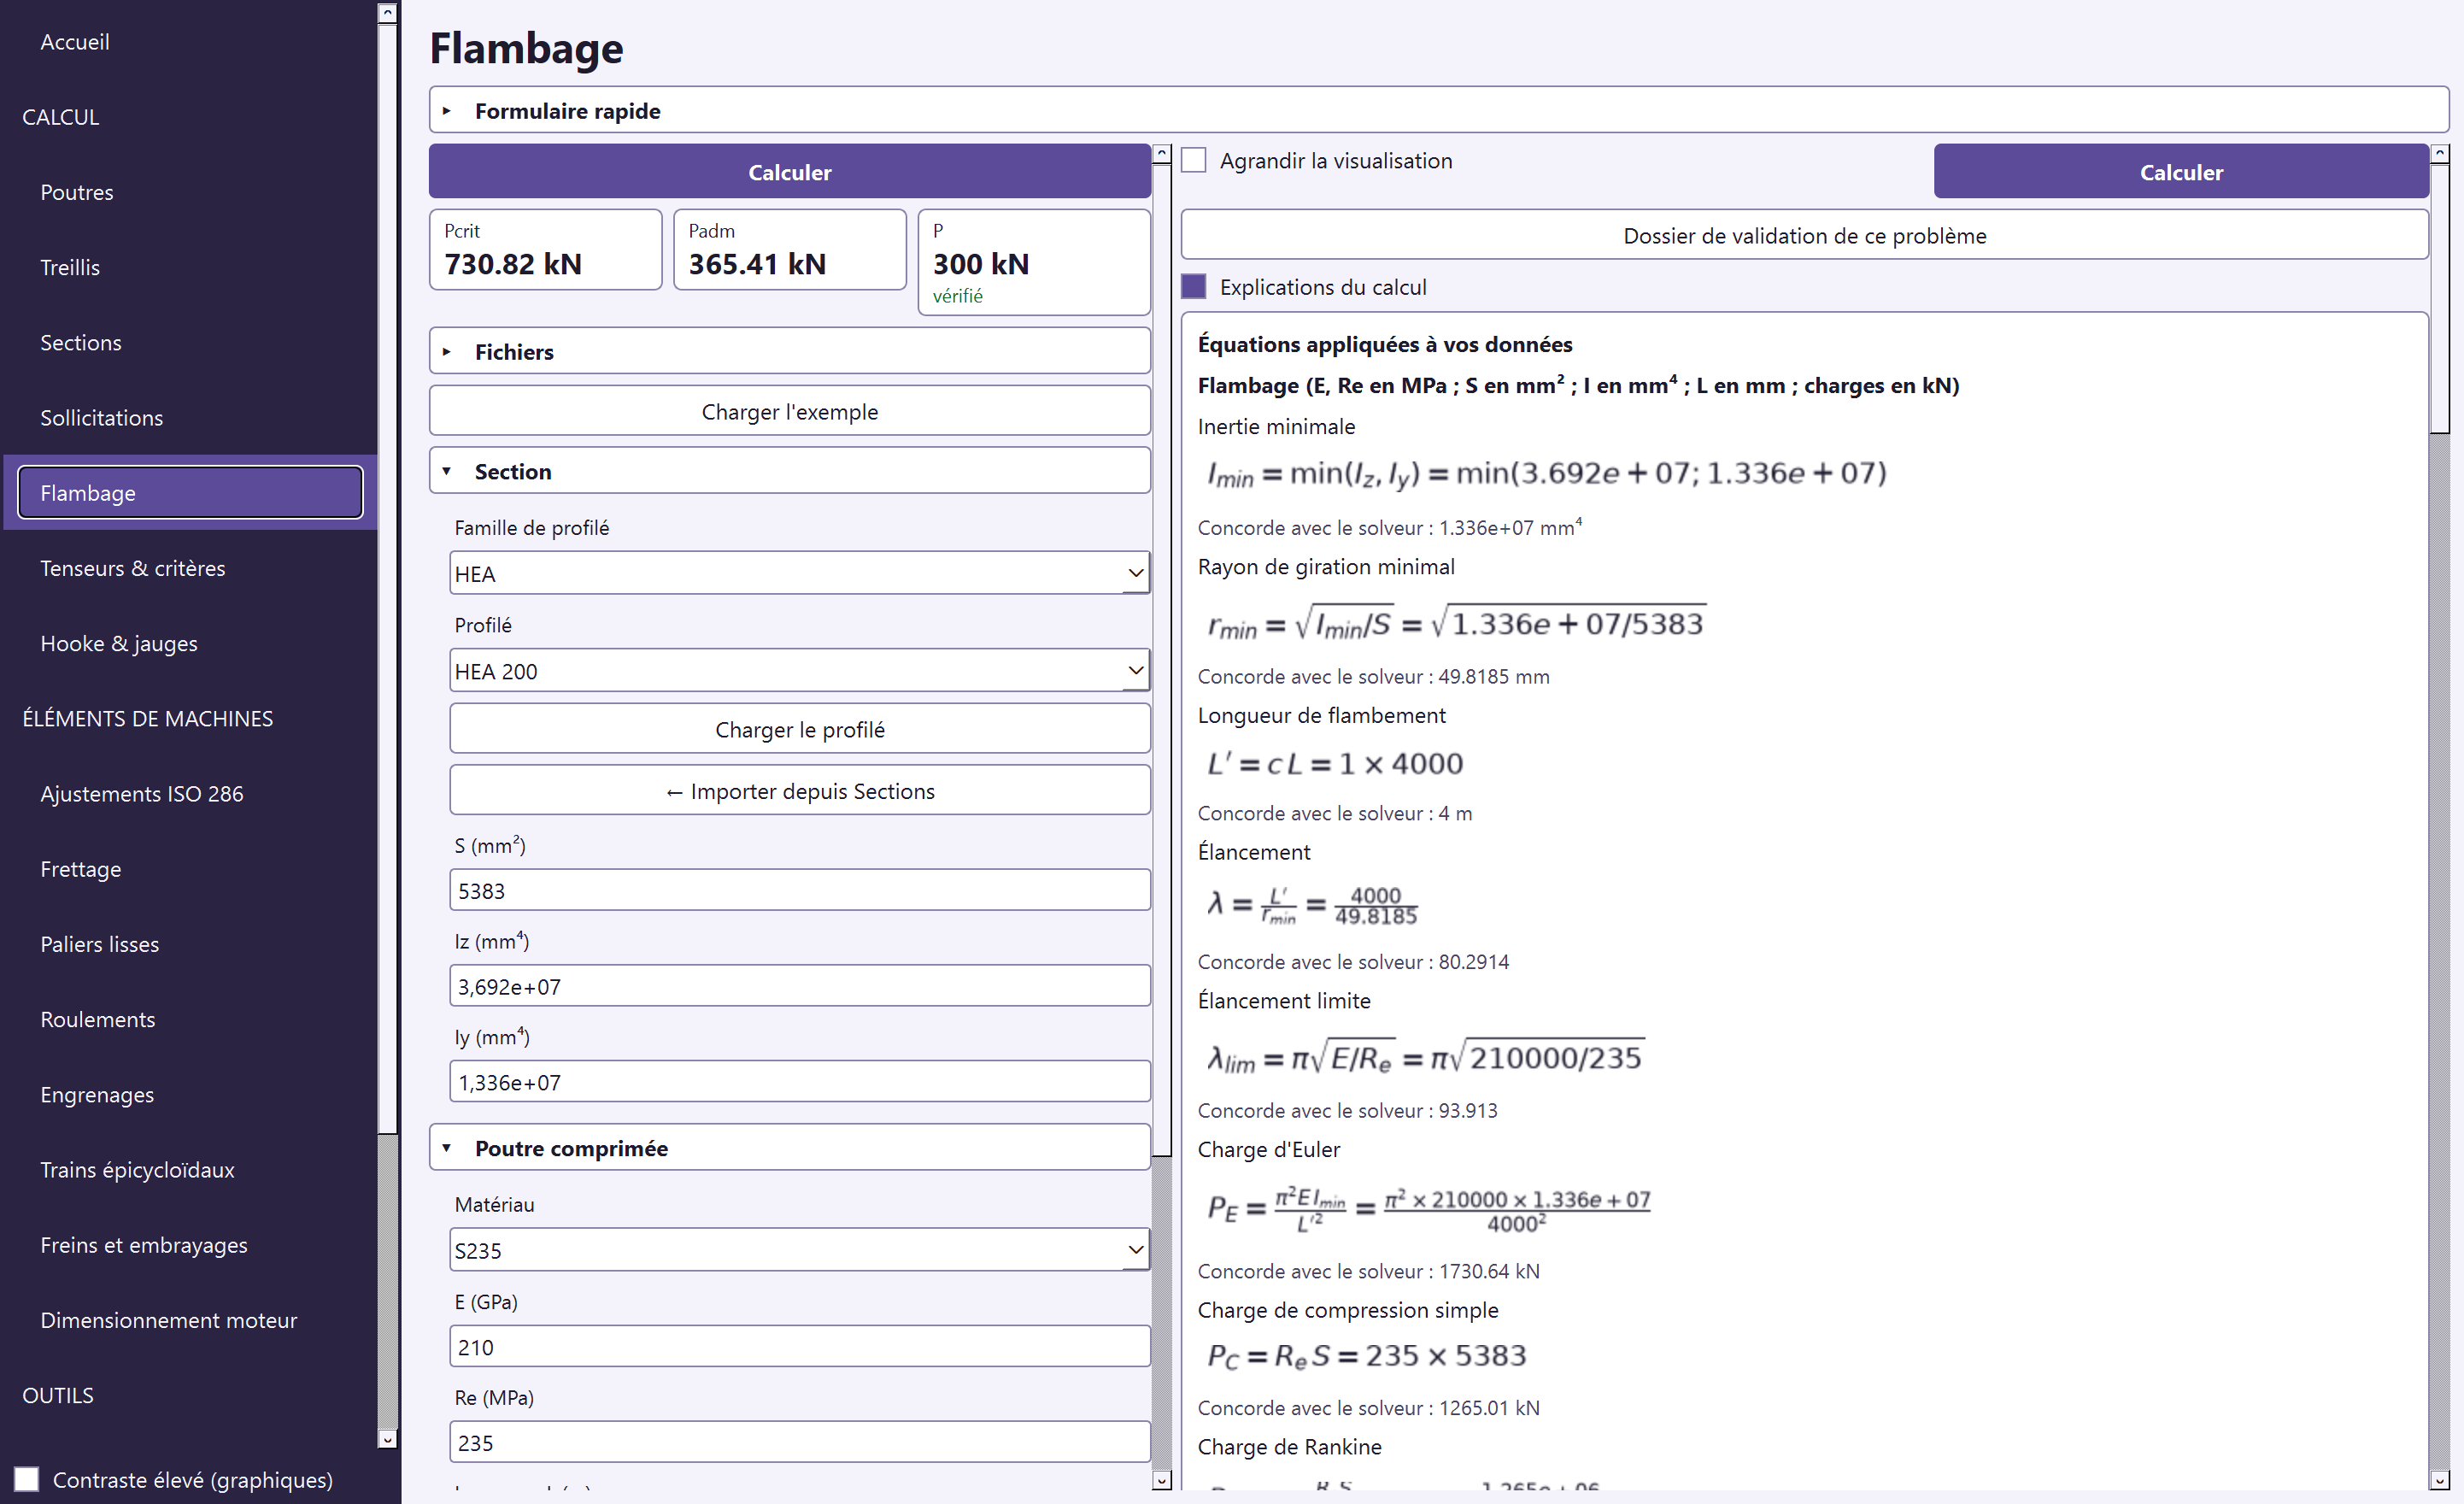 Accueil
CALCUL
Poutres
Treillis
Sections
Sollicitations
Flambage
Tenseurs & critères
Hooke & jauges
ÉLÉMENTS DE MACHINES
Ajustements ISO 286
Frettage
Paliers lisses
Roulements
Engrenages
Trains épicycloïdaux
Freins et embrayages
Dimensionnement moteur
OUTILS
Contraste élevé (graphiques)
Flambage
Formulaire rapide
Calculer
Pcrit
730.82 kN
Padm
365.41 kN
P
300 kN
vérifié
Fichiers
Charger l'exemple
Section
Famille de profilé
HEA
Profilé
HEA 200
Charger le profilé
← Importer depuis Sections
S (mm²)
5383
Iz (mm⁴)
3,692e+07
Iy (mm⁴)
1,336e+07
Poutre comprimée
Matériau
S235
E (GPa)
210
Re (MPa)
235
Agrandir la visualisation
Calculer
Dossier de validation de ce problème
Explications du calcul
Équations appliquées à vos données
Flambage (E, Re en MPa ; S en mm² ; I en mm⁴ ; L en mm ; charges en kN)
Inertie minimale
I_min = min(I_z, I_y) = min(3.692e + 07; 1.336e + 07)
Concorde avec le solveur : 1.336e+07 mm⁴
Rayon de giration minimal
r_min = √(I_min/S) = √(1.336e + 07/5383)
Concorde avec le solveur : 49.8185 mm
Longueur de flambement
L′ = c L = 1 × 4000
Concorde avec le solveur : 4 m
Élancement
λ = L′/r_min = 4000/49.8185
Concorde avec le solveur : 80.2914
Élancement limite
λ_lim = π√(E/R_e) = π√(210000/235)
Concorde avec le solveur : 93.913
Charge d'Euler
P_E = π² E I_min / L′² = π² × 210000 × 1.336e + 07 / 4000²
Concorde avec le solveur : 1730.64 kN
Charge de compression simple
P_C = R_e S = 235 × 5383
Concorde avec le solveur : 1265.01 kN
Charge de Rankine